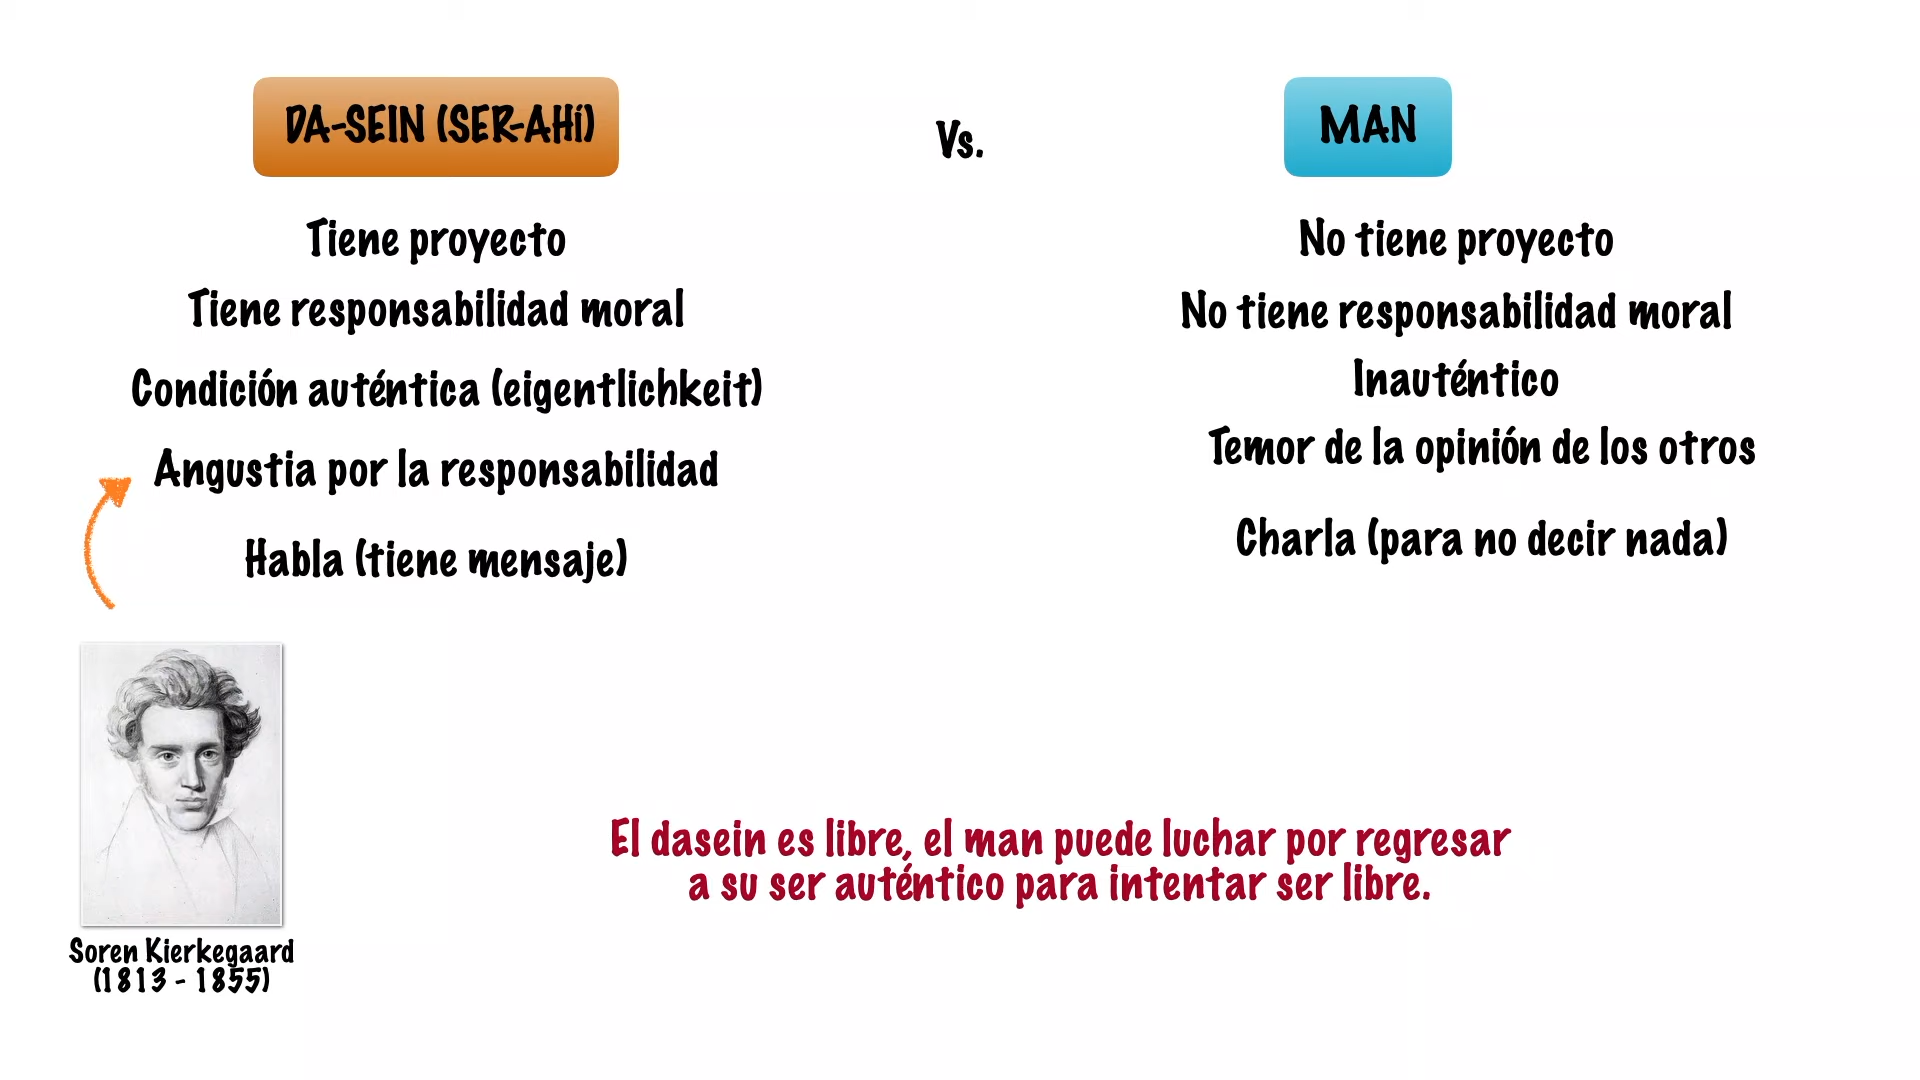 DA-SEIN (SER-AHí)
Vs.
MAN
Tiene proyecto
Tiene responsabilidad moral
Condición auténtica (eigentlichkeit)
Angustia por la responsabilidad
Habla (tiene mensaje)
No tiene proyecto
No tiene responsabilidad moral
Inauténtico
Temor de la opinión de los otros
Charla (para no decir nada)
Soren Kierkegaard
(1813 - 1855)
El dasein es libre, el man puede luchar por regresar
a su ser auténtico para intentar ser libre.